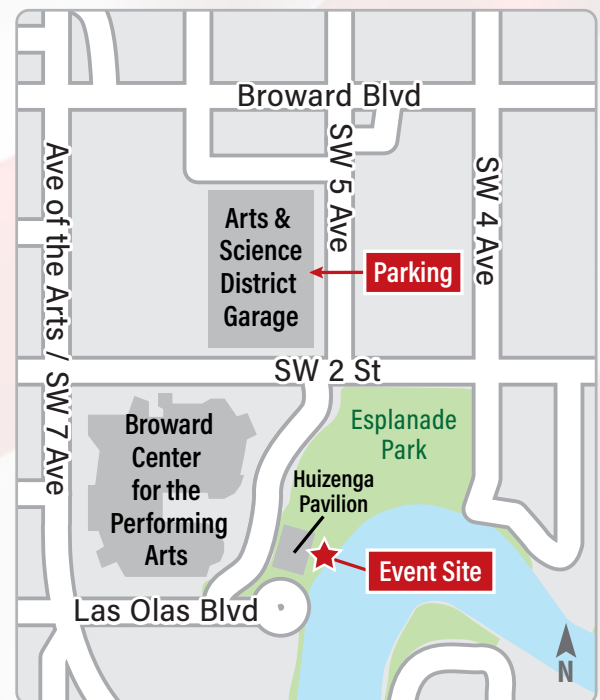 Broward Blvd
Ave of the Arts / SW 7 Ave
SW 5 Ave
SW 4 Ave
Arts &
Science
District
Garage
Parking
SW 2 St
Broward
Center
for the
Performing
Arts
Esplanade
Park
Huizenga
Pavilion
Event Site
Las Olas Blvd
N